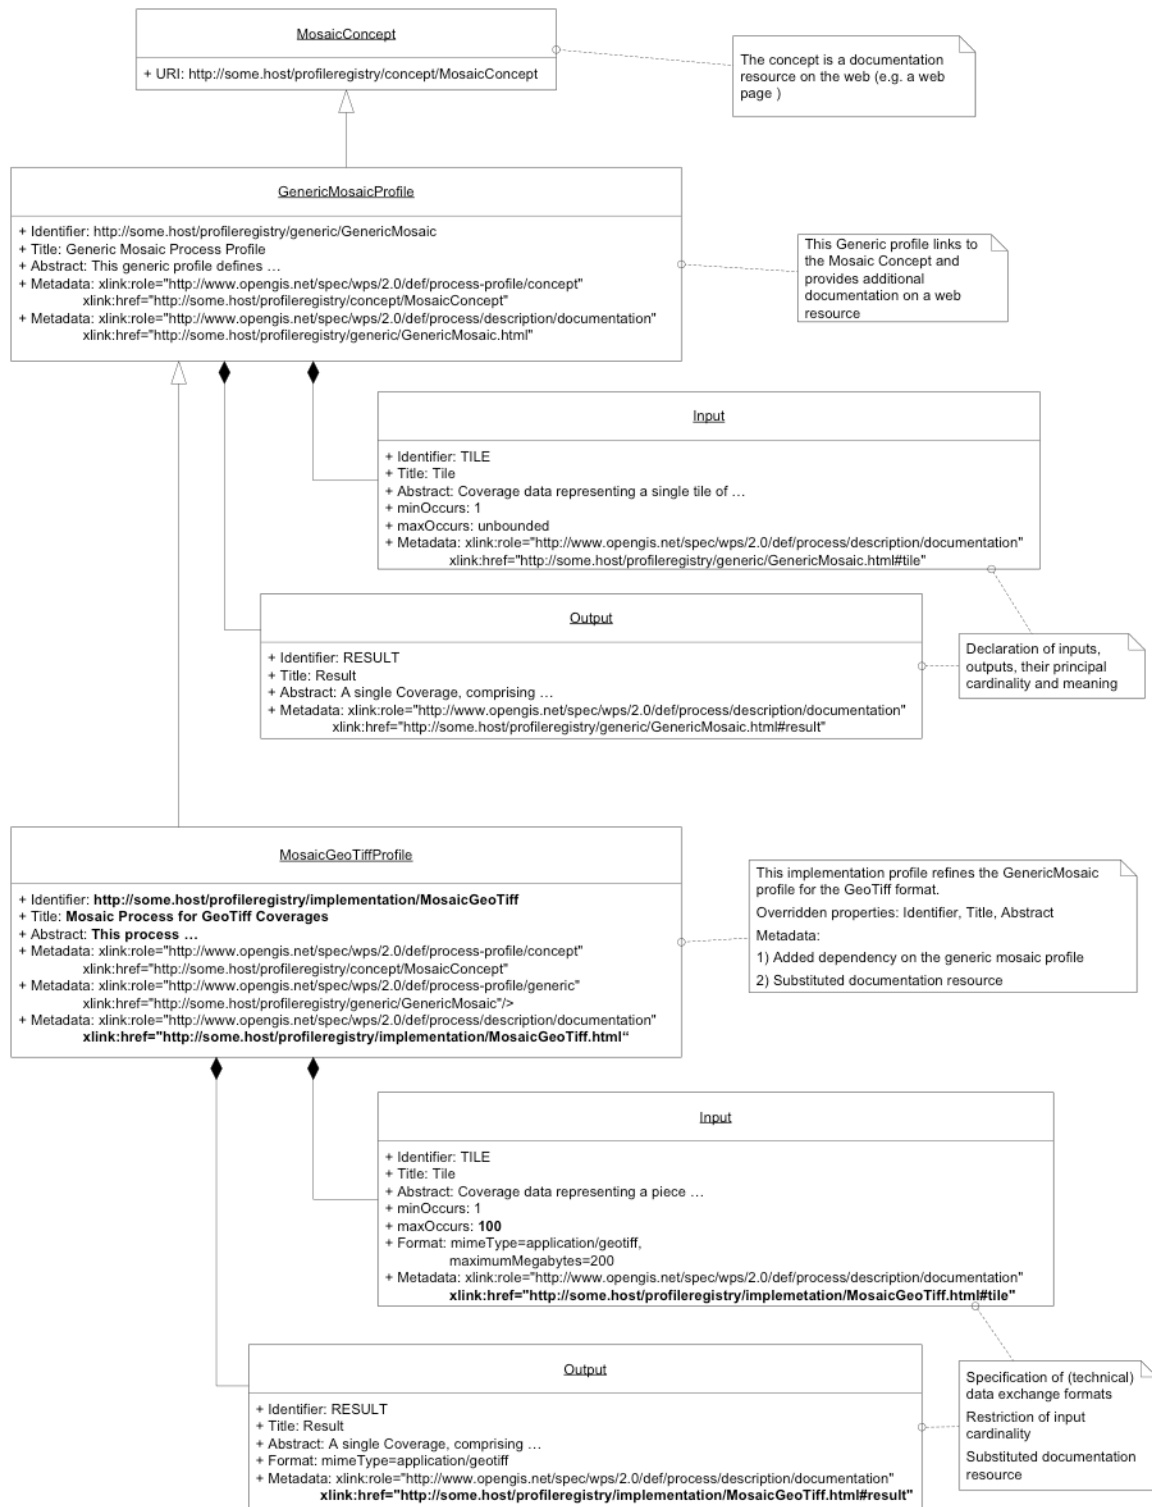 MosaicConcept
+ URI: http://some.host/profileregistry/concept/MosaicConcept
The concept is a documentation
resource on the web (e.g. a web
page )
GenericMosaicProfile
+ Identifier: http://some.host/profileregistry/generic/GenericMosaic
+ Title: Generic Mosaic Process Profile
+ Abstract: This generic profile defines …
+ Metadata: xlink:role="http://www.opengis.net/spec/wps/2.0/def/process-profile/concept"
xlink:href="http://some.host/profileregistry/concept/MosaicConcept"
+ Metadata: xlink:role="http://www.opengis.net/spec/wps/2.0/def/process/description/documentation"
xlink:href="http://some.host/profileregistry/generic/GenericMosaic.html"
This Generic profile links to
the Mosaic Concept and
provides additional
documentation on a web
resource
Input
+ Identifier: TILE
+ Title: Tile
+ Abstract: Coverage data representing a single tile of …
+ minOccurs: 1
+ maxOccurs: unbounded
+ Metadata: xlink:role="http://www.opengis.net/spec/wps/2.0/def/process/description/documentation"
xlink:href="http://some.host/profileregistry/generic/GenericMosaic.html#tile"
Output
+ Identifier: RESULT
+ Title: Result
+ Abstract: A single Coverage, comprising …
+ Metadata: xlink:role="http://www.opengis.net/spec/wps/2.0/def/process/description/documentation"
xlink:href="http://some.host/profileregistry/generic/GenericMosaic.html#result"
Declaration of inputs,
outputs, their principal
cardinality and meaning
MosaicGeoTiffProfile
+ Identifier: http://some.host/profileregistry/implementation/MosaicGeoTiff
+ Title: Mosaic Process for GeoTiff Coverages
+ Abstract: This process …
+ Metadata: xlink:role="http://www.opengis.net/spec/wps/2.0/def/process-profile/concept"
xlink:href="http://some.host/profileregistry/concept/MosaicConcept"
+ Metadata: xlink:role="http://www.opengis.net/spec/wps/2.0/def/process-profile/generic"
xlink:href="http://some.host/profileregistry/generic/GenericMosaic"/>
+ Metadata: xlink:role="http://www.opengis.net/spec/wps/2.0/def/process/description/documentation"
xlink:href="http://some.host/profileregistry/implementation/MosaicGeoTiff.html“
This implementation profile refines the GenericMosaic
profile for the GeoTiff format.
Overridden properties: Identifier, Title, Abstract
Metadata:
1) Added dependency on the generic mosaic profile
2) Substituted documentation resource
Input
+ Identifier: TILE
+ Title: Tile
+ Abstract: Coverage data representing a piece …
+ minOccurs: 1
+ maxOccurs: 100
+ Format: mimeType=application/geotiff,
maximumMegabytes=200
+ Metadata: xlink:role="http://www.opengis.net/spec/wps/2.0/def/process/description/documentation"
xlink:href="http://some.host/profileregistry/implemetation/MosaicGeoTiff.html#tile"
Output
+ Identifier: RESULT
+ Title: Result
+ Abstract: A single Coverage, comprising …
+ Format: mimeType=application/geotiff
+ Metadata: xlink:role="http://www.opengis.net/spec/wps/2.0/def/process/description/documentation"
xlink:href="http://some.host/profileregistry/implementation/MosaicGeoTiff.html#result"
Specification of (technical)
data exchange formats
Restriction of input
cardinality
Substituted documentation
resource